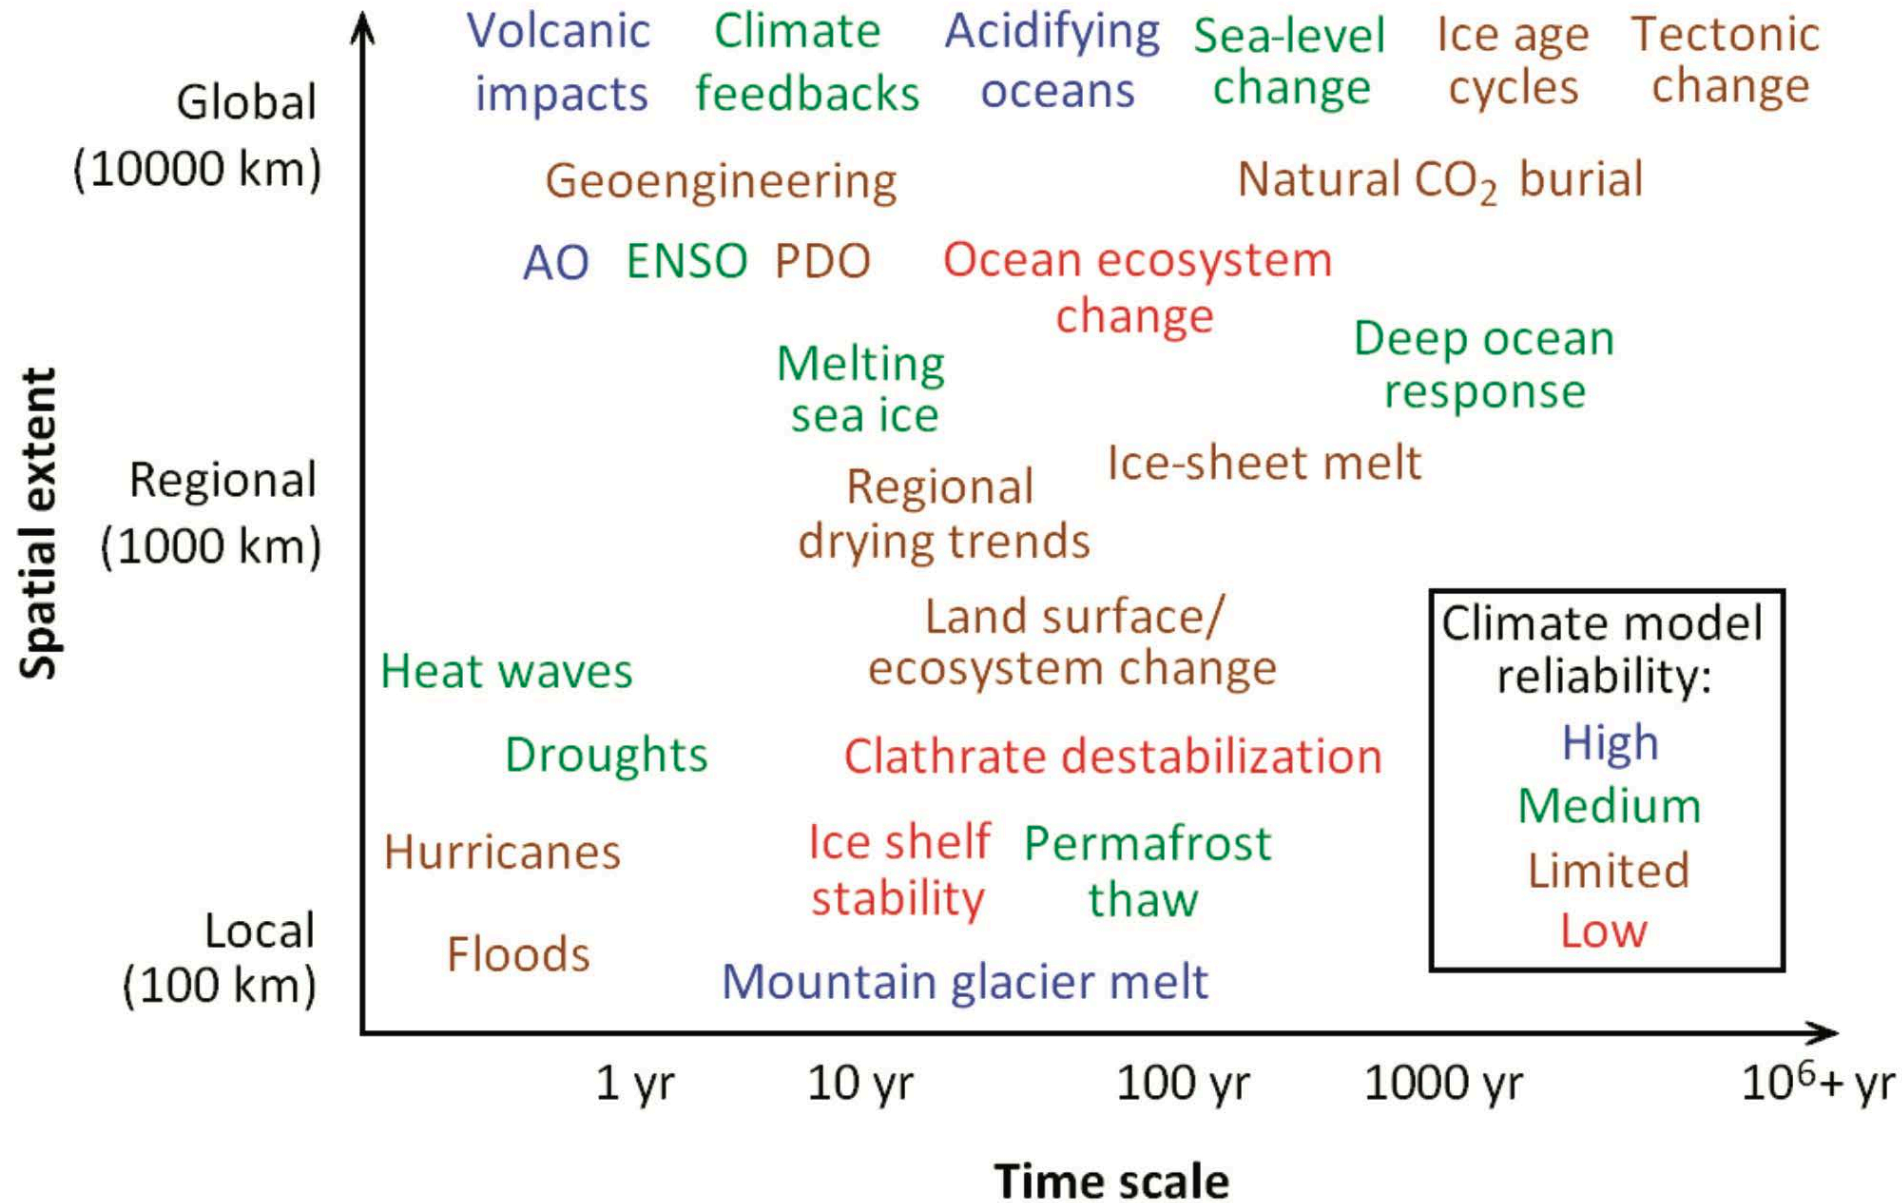 Volcanic
impacts
Climate
feedbacks
Acidifying
oceans
Sea-level
change
Ice age
cycles
Tectonic
change
Global
(10000 km)
Geoengineering
Natural CO₂ burial
AO
ENSO
PDO
Ocean ecosystem
change
Melting
sea ice
Deep ocean
response
Spatial extent
Regional
(1000 km)
Regional
drying trends
Ice-sheet melt
Land surface/
ecosystem change
Heat waves
Droughts
Clathrate destabilization
Hurricanes
Ice shelf
stability
Permafrost
thaw
Local
(100 km)
Floods
Mountain glacier melt
Climate model
reliability:
High
Medium
Limited
Low
1 yr
10 yr
100 yr
1000 yr
10⁶+ yr
Time scale